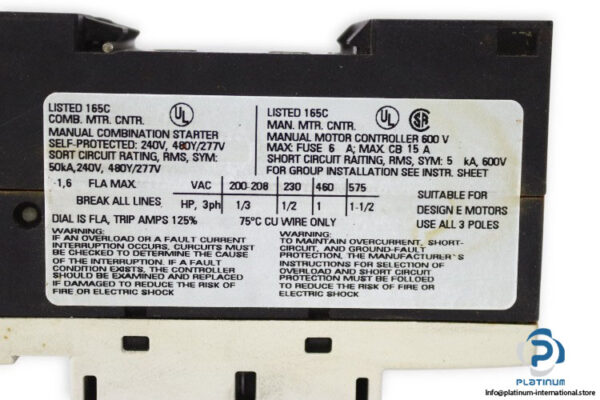 LISTED 165C
COMB. MTR. CNTR.
UL
MANUAL COMBINATION STARTER
SELF-PROTECTED: 240V, 480Y/277V
SORT CIRCUIT RATING, RMS, SYM:
50kA,240V, 480Y/277V
LISTED 165C
MAN. MTR. CNTR.
UL SA
MANUAL MOTOR CONTROLLER 600 V
MAX: FUSE 6 A; MAX. CB 15 A
SHORT CIRCUIT RAITING, RMS, SYM: 5 kA, 600V
FOR GROUP INSTALLATION SEE INSTR. SHEET
-1,6 FLA MAX. VAC 200-208 230 460 575
BREAK ALL LINES HP, 3ph 1/3 1/2 1 1-1/2
SUITABLE FOR
DESIGN E MOTORS
USE ALL 3 POLES
DIAL IS FLA, TRIP AMPS 125% 75°C CU WIRE ONLY
WARNING:
IF AN OVERLOAD OR A FAULT CURRENT
INTERRUPTION OCCURS. CURCUITS MUST
BE CHECKED TO DETERMINE THE CAUSE
OF THE INTERRUPTION. IF A FAULT
CONDITION EXISTS, THE CONTROLLER
SHOULD BE EXAMINED AND REPLACED
IF DAMAGED TO REDUCE THE RISK OF
FIRE OR ELECTRIC SHOCK
WARNING:
TO MAINTAIN OVERCURRENT, SHORT-
CIRCUIT, AND GROUND-FAULT
PROTECTION, THE MANUFACTURER`S
INSTRUCTIONS FOR SELECTION OF
OVERLOAD AND SHORT CIRCUIT
PROTECTION MUST BE FOLLOED
TO REDUCE THE RISK OF FIRE OR
ELECTRIC SHOCK
PLATINUM
info@platinum-international.store